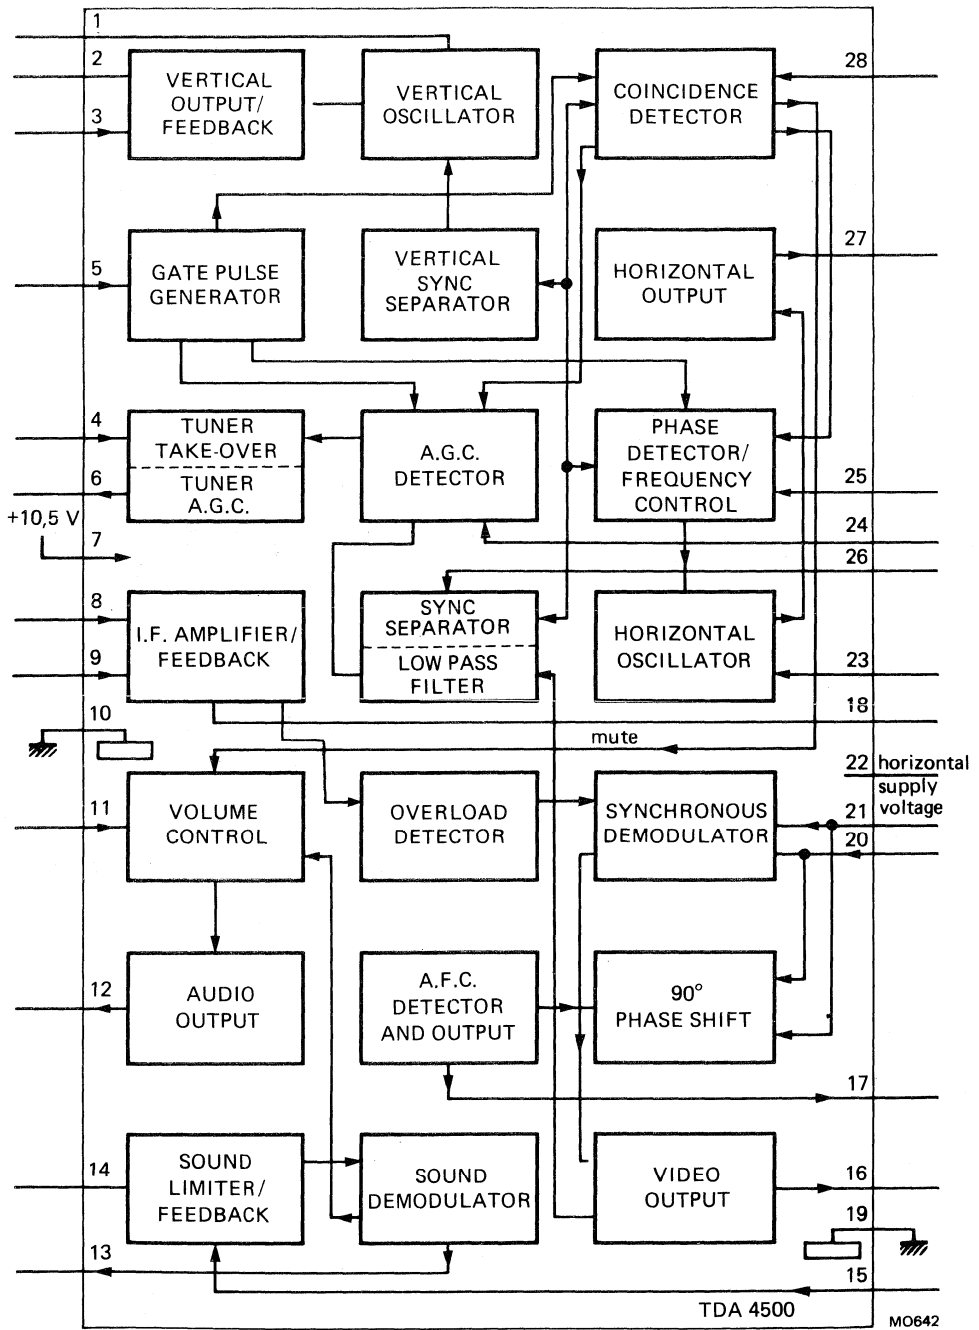 1
2
VERTICAL
OUTPUT/
FEEDBACK
3
VERTICAL
OSCILLATOR
COINCIDENCE
DETECTOR
28
5
GATE PULSE
GENERATOR
VERTICAL
SYNC
SEPARATOR
HORIZONTAL
OUTPUT
27
4
TUNER
TAKE-OVER
6
TUNER
A.G.C.
A.G.C.
DETECTOR
PHASE
DETECTOR/
FREQUENCY
CONTROL
25
24
26
+10,5 V
7
8
9
I.F. AMPLIFIER/
FEEDBACK
SYNC
SEPARATOR
LOW PASS
FILTER
HORIZONTAL
OSCILLATOR
23
18
10
mute
22 horizontal
supply
voltage
11
VOLUME
CONTROL
OVERLOAD
DETECTOR
SYNCHRONOUS
DEMODULATOR
21
20
12
AUDIO
OUTPUT
A.F.C.
DETECTOR
AND OUTPUT
90°
PHASE SHIFT
17
14
SOUND
LIMITER/
FEEDBACK
SOUND
DEMODULATOR
VIDEO
OUTPUT
16
19
13
15
TDA 4500
MO642